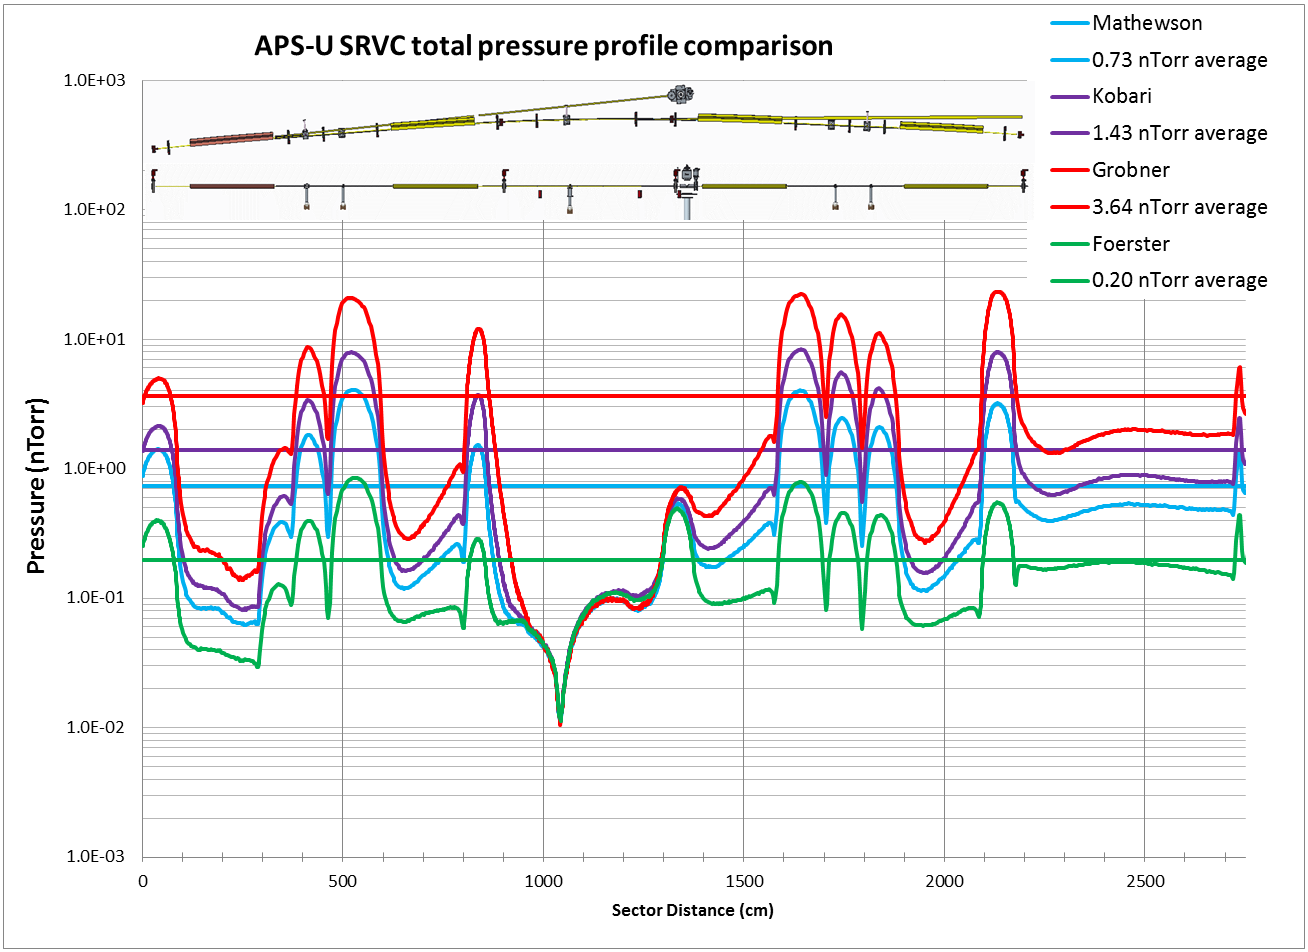 APS-U SRVC total pressure profile comparison
Mathewson
0.73 nTorr average
Kobari
1.43 nTorr average
Grobner
3.64 nTorr average
Foerster
0.20 nTorr average
Pressure (nTorr)
1.0E+03
1.0E+02
1.0E+01
1.0E+00
1.0E-01
1.0E-02
1.0E-03
0 500 1000 1500 2000 2500
Sector Distance (cm)